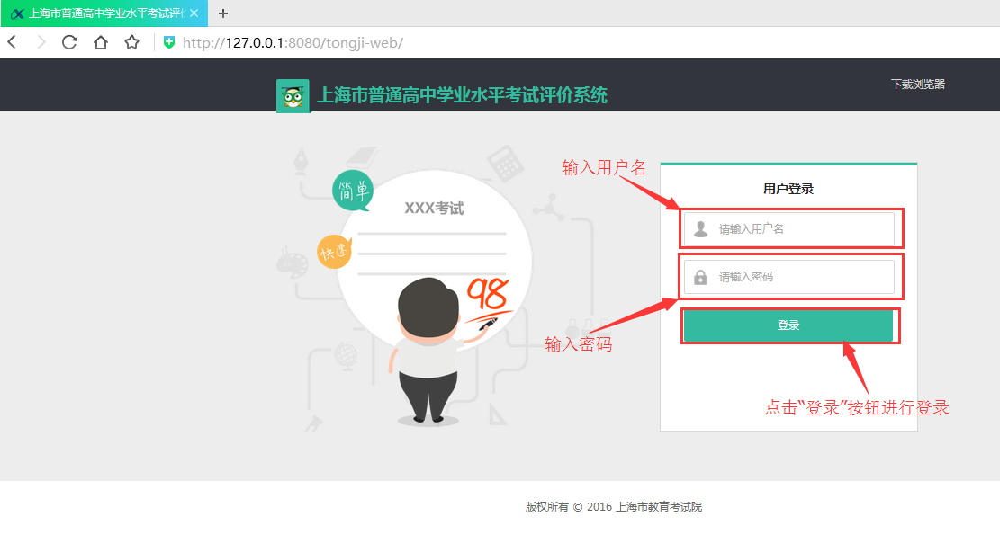 上海市普通高中学业水平考试评价
http://127.0.0.1:8080/tongji-web/
下载浏览器
上海市普通高中学业水平考试评价系统
输入用户名
简单
XXX考试
快速
98
用户登录
请输入用户名
请输入密码
登录
输入密码
点击“登录”按钮进行登录
版权所有 © 2016 上海市教育考试院